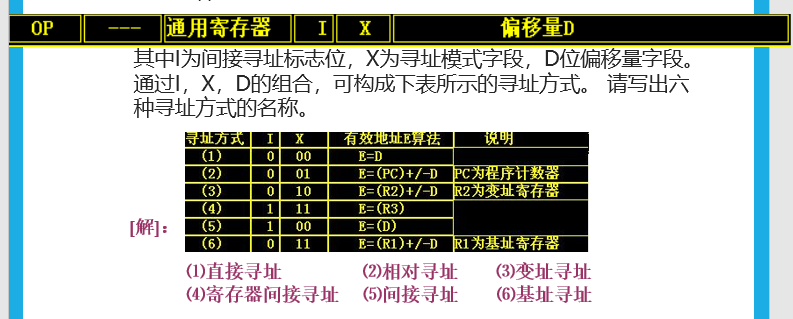 OP --- 通用寄存器 I X 偏移量D
其中I为间接寻址标志位，X为寻址模式字段，D位偏移量字段。
通过I，X，D的组合，可构成下表所示的寻址方式。 请写出六
种寻址方式的名称。
寻址方式 I X 有效地址E算法 说明
(1) 0 00 E=D
(2) 0 01 E=(PC)+/-D PC为程序计数器
(3) 0 10 E=(R2)+/-D R2为变址寄存器
(4) 1 11 E=(R3)
(5) 1 00 E=(D)
(6) 0 11 E=(R1)+/-D R1为基址寄存器
[解]：
⑴直接寻址 ⑵相对寻址 ⑶变址寻址
⑷寄存器间接寻址 ⑸间接寻址 ⑹基址寻址